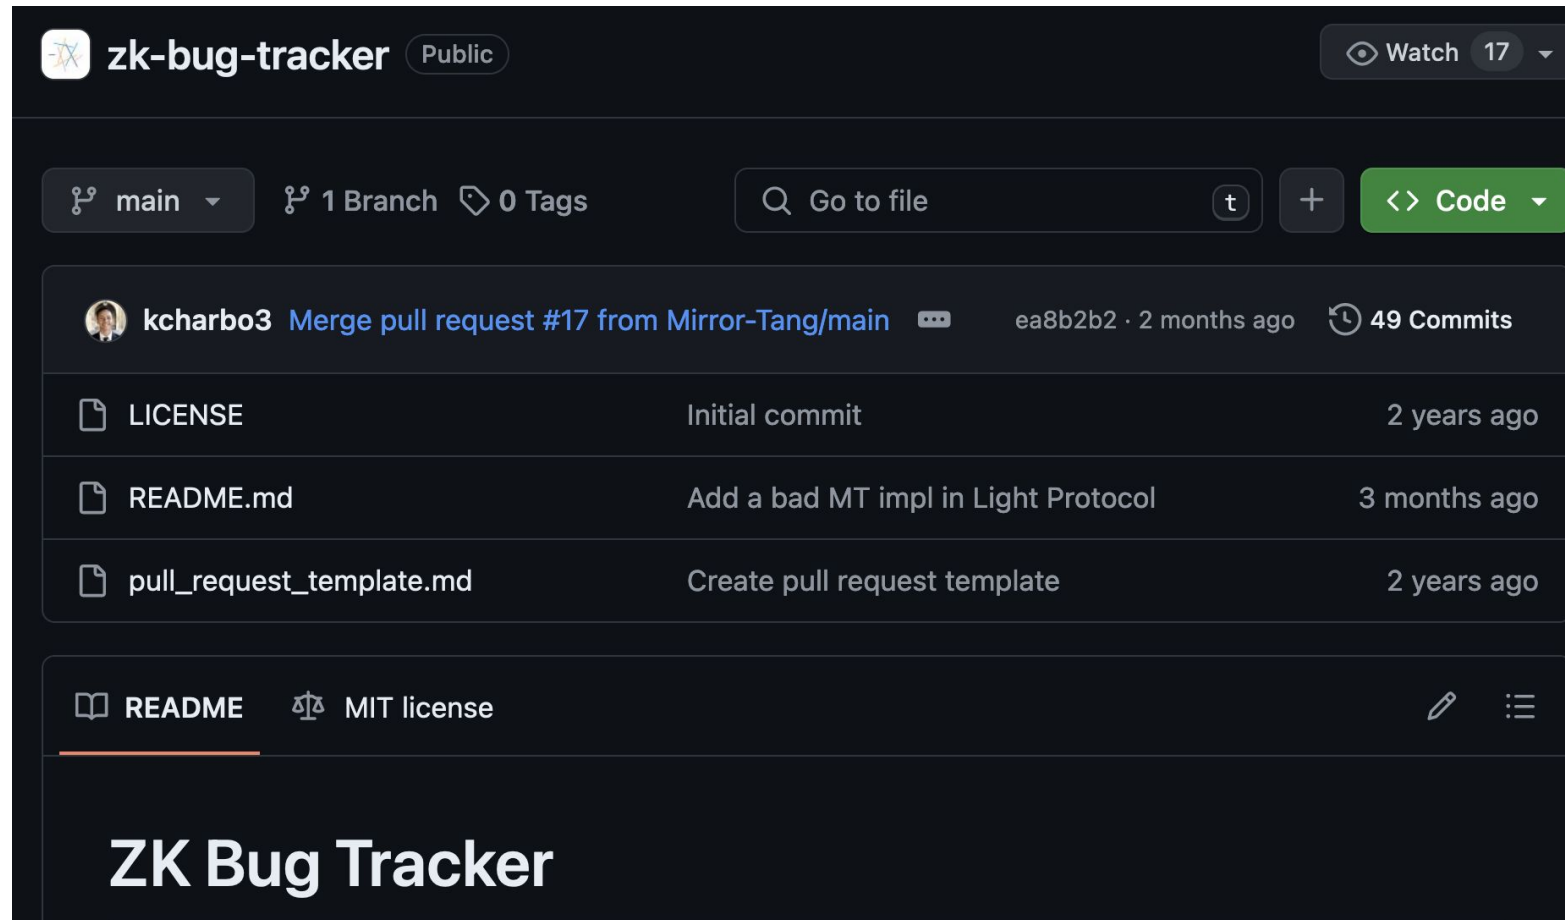 zk-bug-tracker Public Watch 17
main 1 Branch 0 Tags Go to file t + Code
kcharbo3 Merge pull request #17 from Mirror-Tang/main ea8b2b2 · 2 months ago 49 Commits
LICENSE Initial commit 2 years ago
README.md Add a bad MT impl in Light Protocol 3 months ago
pull_request_template.md Create pull request template 2 years ago
README MIT license
ZK Bug Tracker